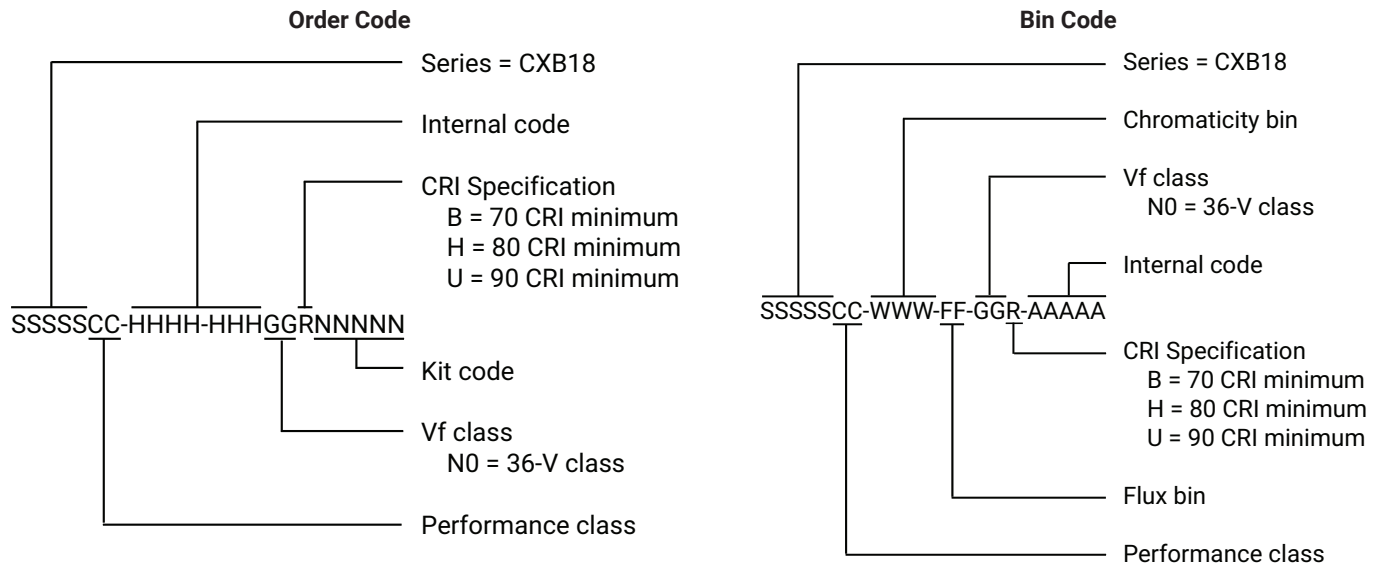 Order Code
Series = CXB18
Internal code
CRI Specification
B = 70 CRI minimum
H = 80 CRI minimum
U = 90 CRI minimum
SSSSSCC-HHHH-HHHGGRNNNNN
Kit code
Vf class
N0 = 36-V class
Performance class
Bin Code
Series = CXB18
Chromaticity bin
Vf class
N0 = 36-V class
Internal code
SSSSSCC-WWW-FF-GGR-AAAAA
CRI Specification
B = 70 CRI minimum
H = 80 CRI minimum
U = 90 CRI minimum
Flux bin
Performance class